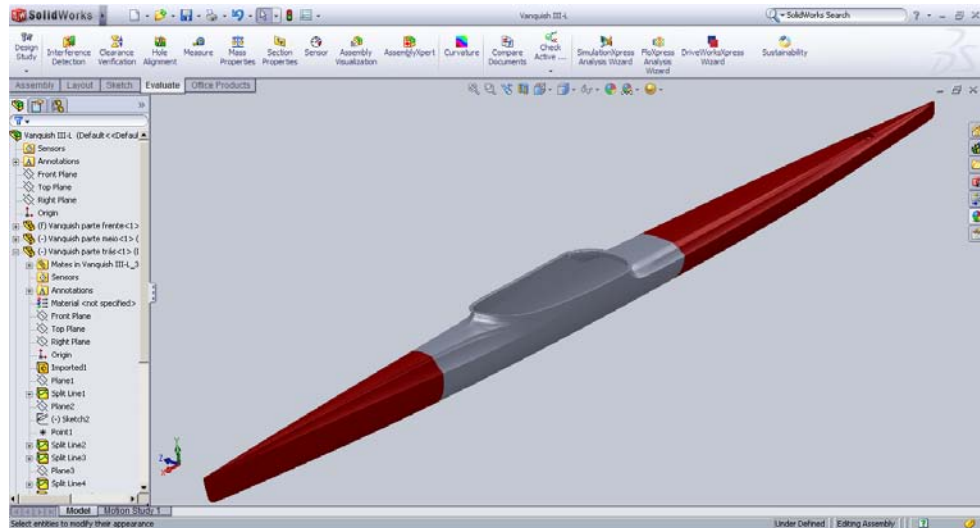 SolidWorks
Vanquish III-L
SolidWorks Search
Design Study
Interference Detection
Clearance Verification
Hole Alignment
Measure
Mass Properties
Section Properties
Sensor
Assembly Visualization
AssemblyXpert
Curvature
Compare Documents
Check Active ...
SimulationXpress Analysis Wizard
FloXpress Analysis Wizard
DriveWorksXpress Wizard
Sustainability
Assembly
Layout
Sketch
Evaluate
Office Products
Vanquish III-L (Default<<Defaul
Sensors
Annotations
Front Plane
Top Plane
Right Plane
Origin
(f) Vanquish parte frente<1>
(-) Vanquish parte meio<1> (
(-) Vanquish parte trás<1> (
Mates in Vanquish III-L_3
Sensors
Annotations
Material <not specified>
Front Plane
Top Plane
Right Plane
Origin
Imported1
Plane1
Split Line1
Plane2
(-) Sketch2
Point1
Split Line2
Split Line3
Plane3
Split Line4
Y
Z
X
Model
Motion Study 1
Select entities to modify their appearance
Under Defined
Editing Assembly